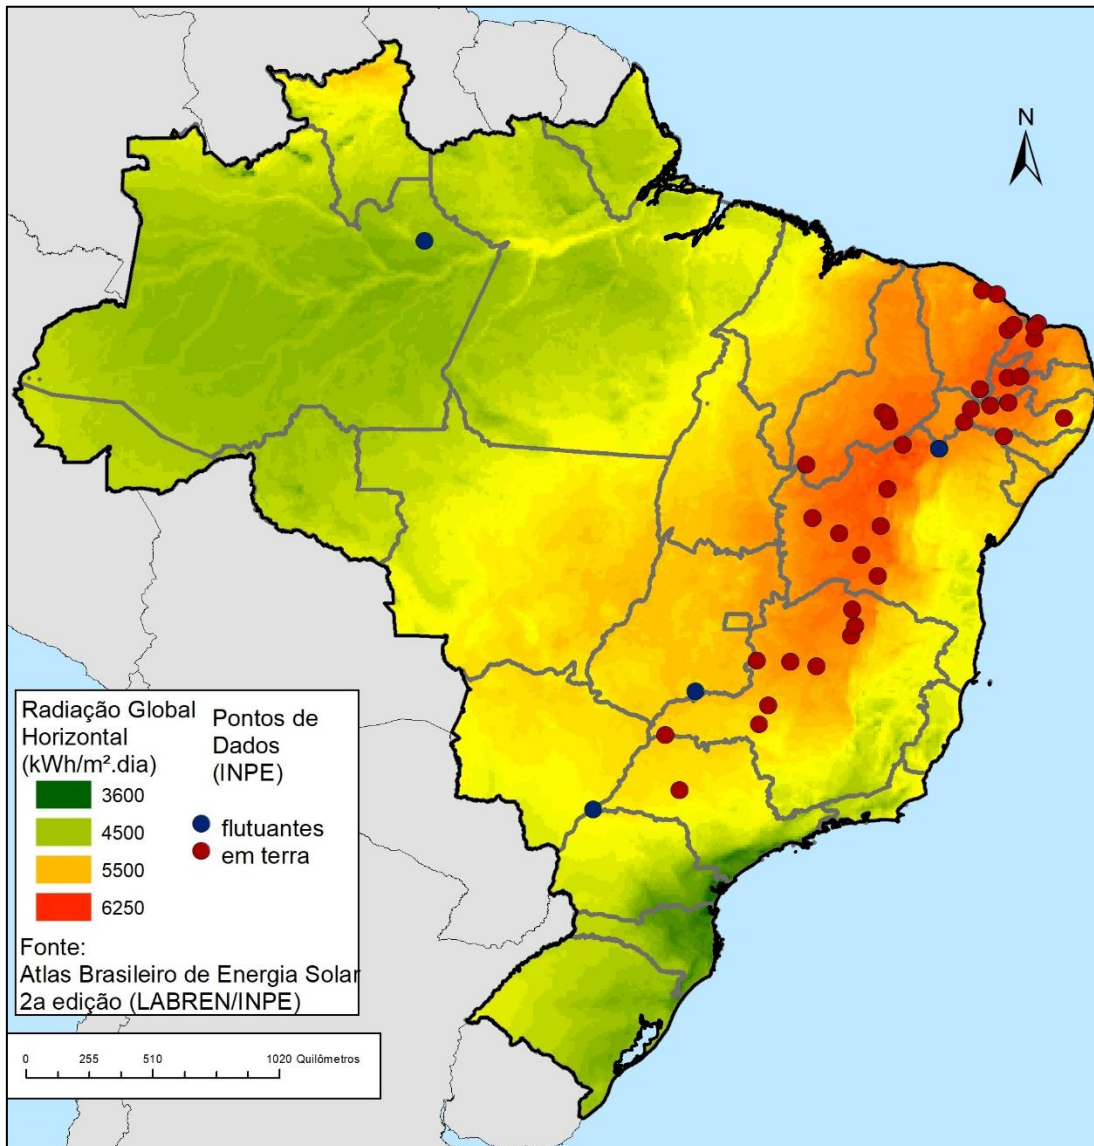 N
Radiação Global
Horizontal
(kWh/m².dia)
3600
4500
5500
6250
Pontos de
Dados
(INPE)
flutuantes
em terra
Fonte:
Atlas Brasileiro de Energia Solar
2a edição (LABREN/INPE)
0 255 510 1020 Quilômetros